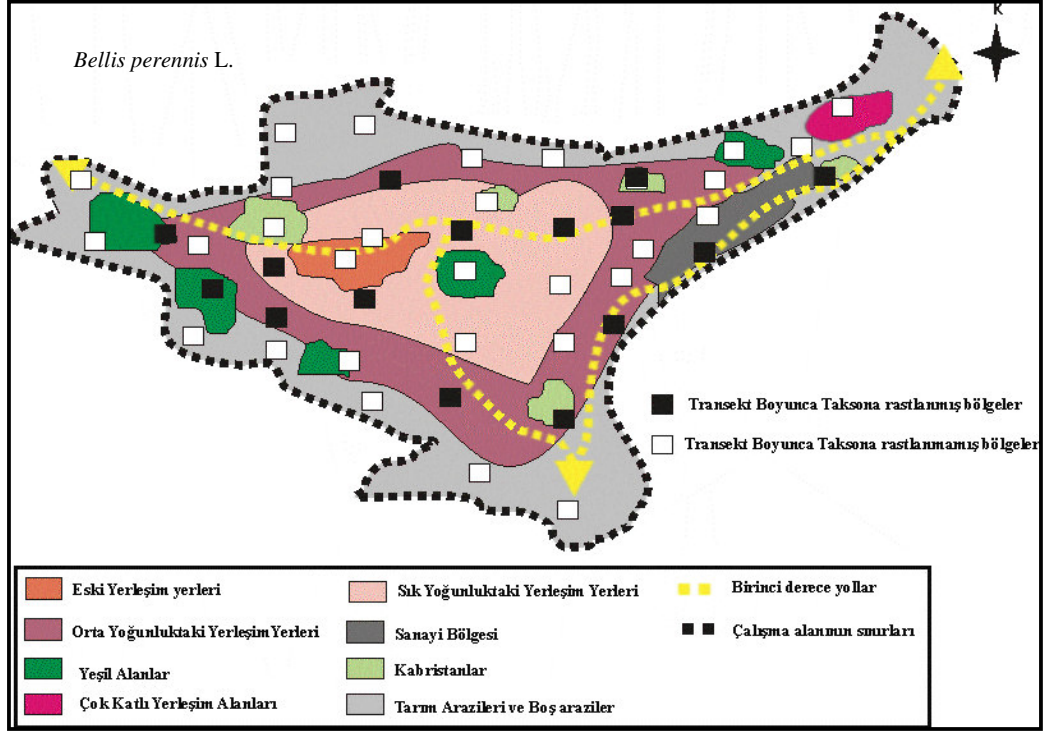 K
Bellis perennis L.
Transekt Boyunca Taksona rastlanmış bölgeler
Transekt Boyunca Taksona rastlanmamış bölgeler
Eski Yerleşim yerleri
Sık Yoğunluktaki Yerleşim Yerleri
Birinci derece yollar
Orta Yoğunluktaki Yerleşim Yerleri
Sanayi Bölgesi
Çalışma alanının sınırları
Yeşil Alanlar
Kabristanlar
Çok Katlı Yerleşim Alanları
Tarım Arazileri ve Boş araziler